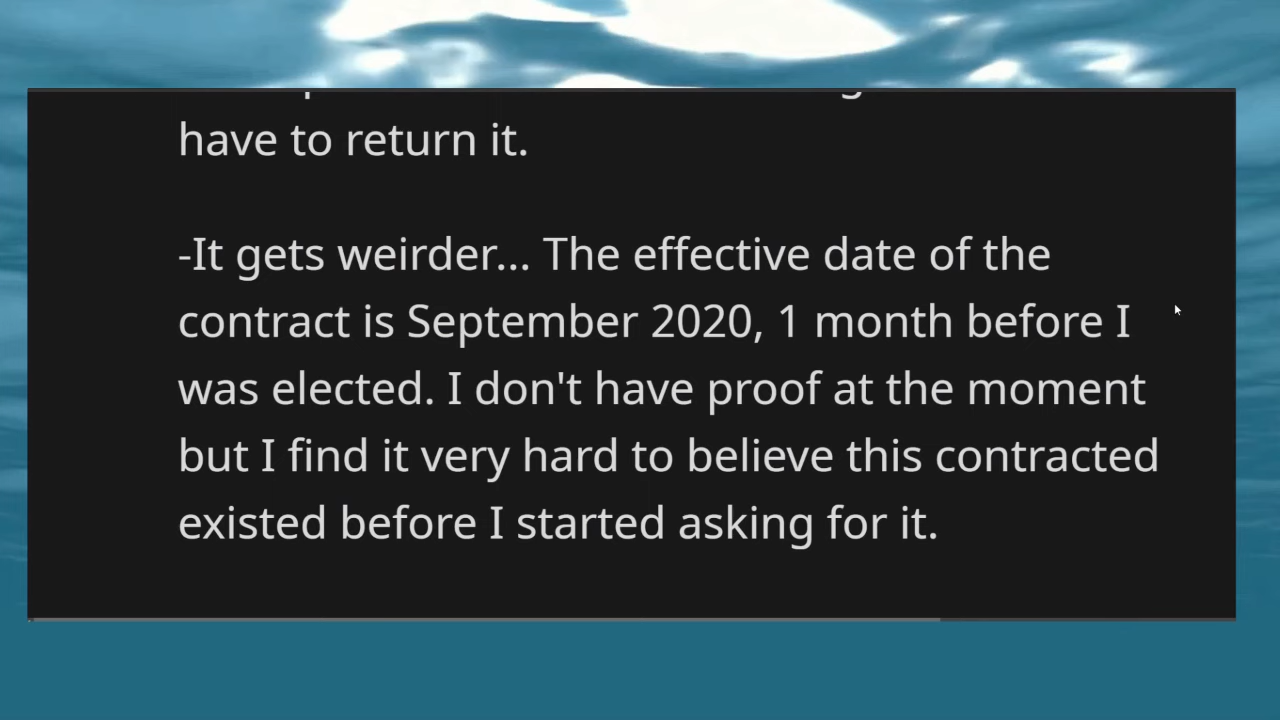 have to return it.
-It gets weirder... The effective date of the
contract is September 2020, 1 month before I
was elected. I don't have proof at the moment
but I find it very hard to believe this contracted
existed before I started asking for it.